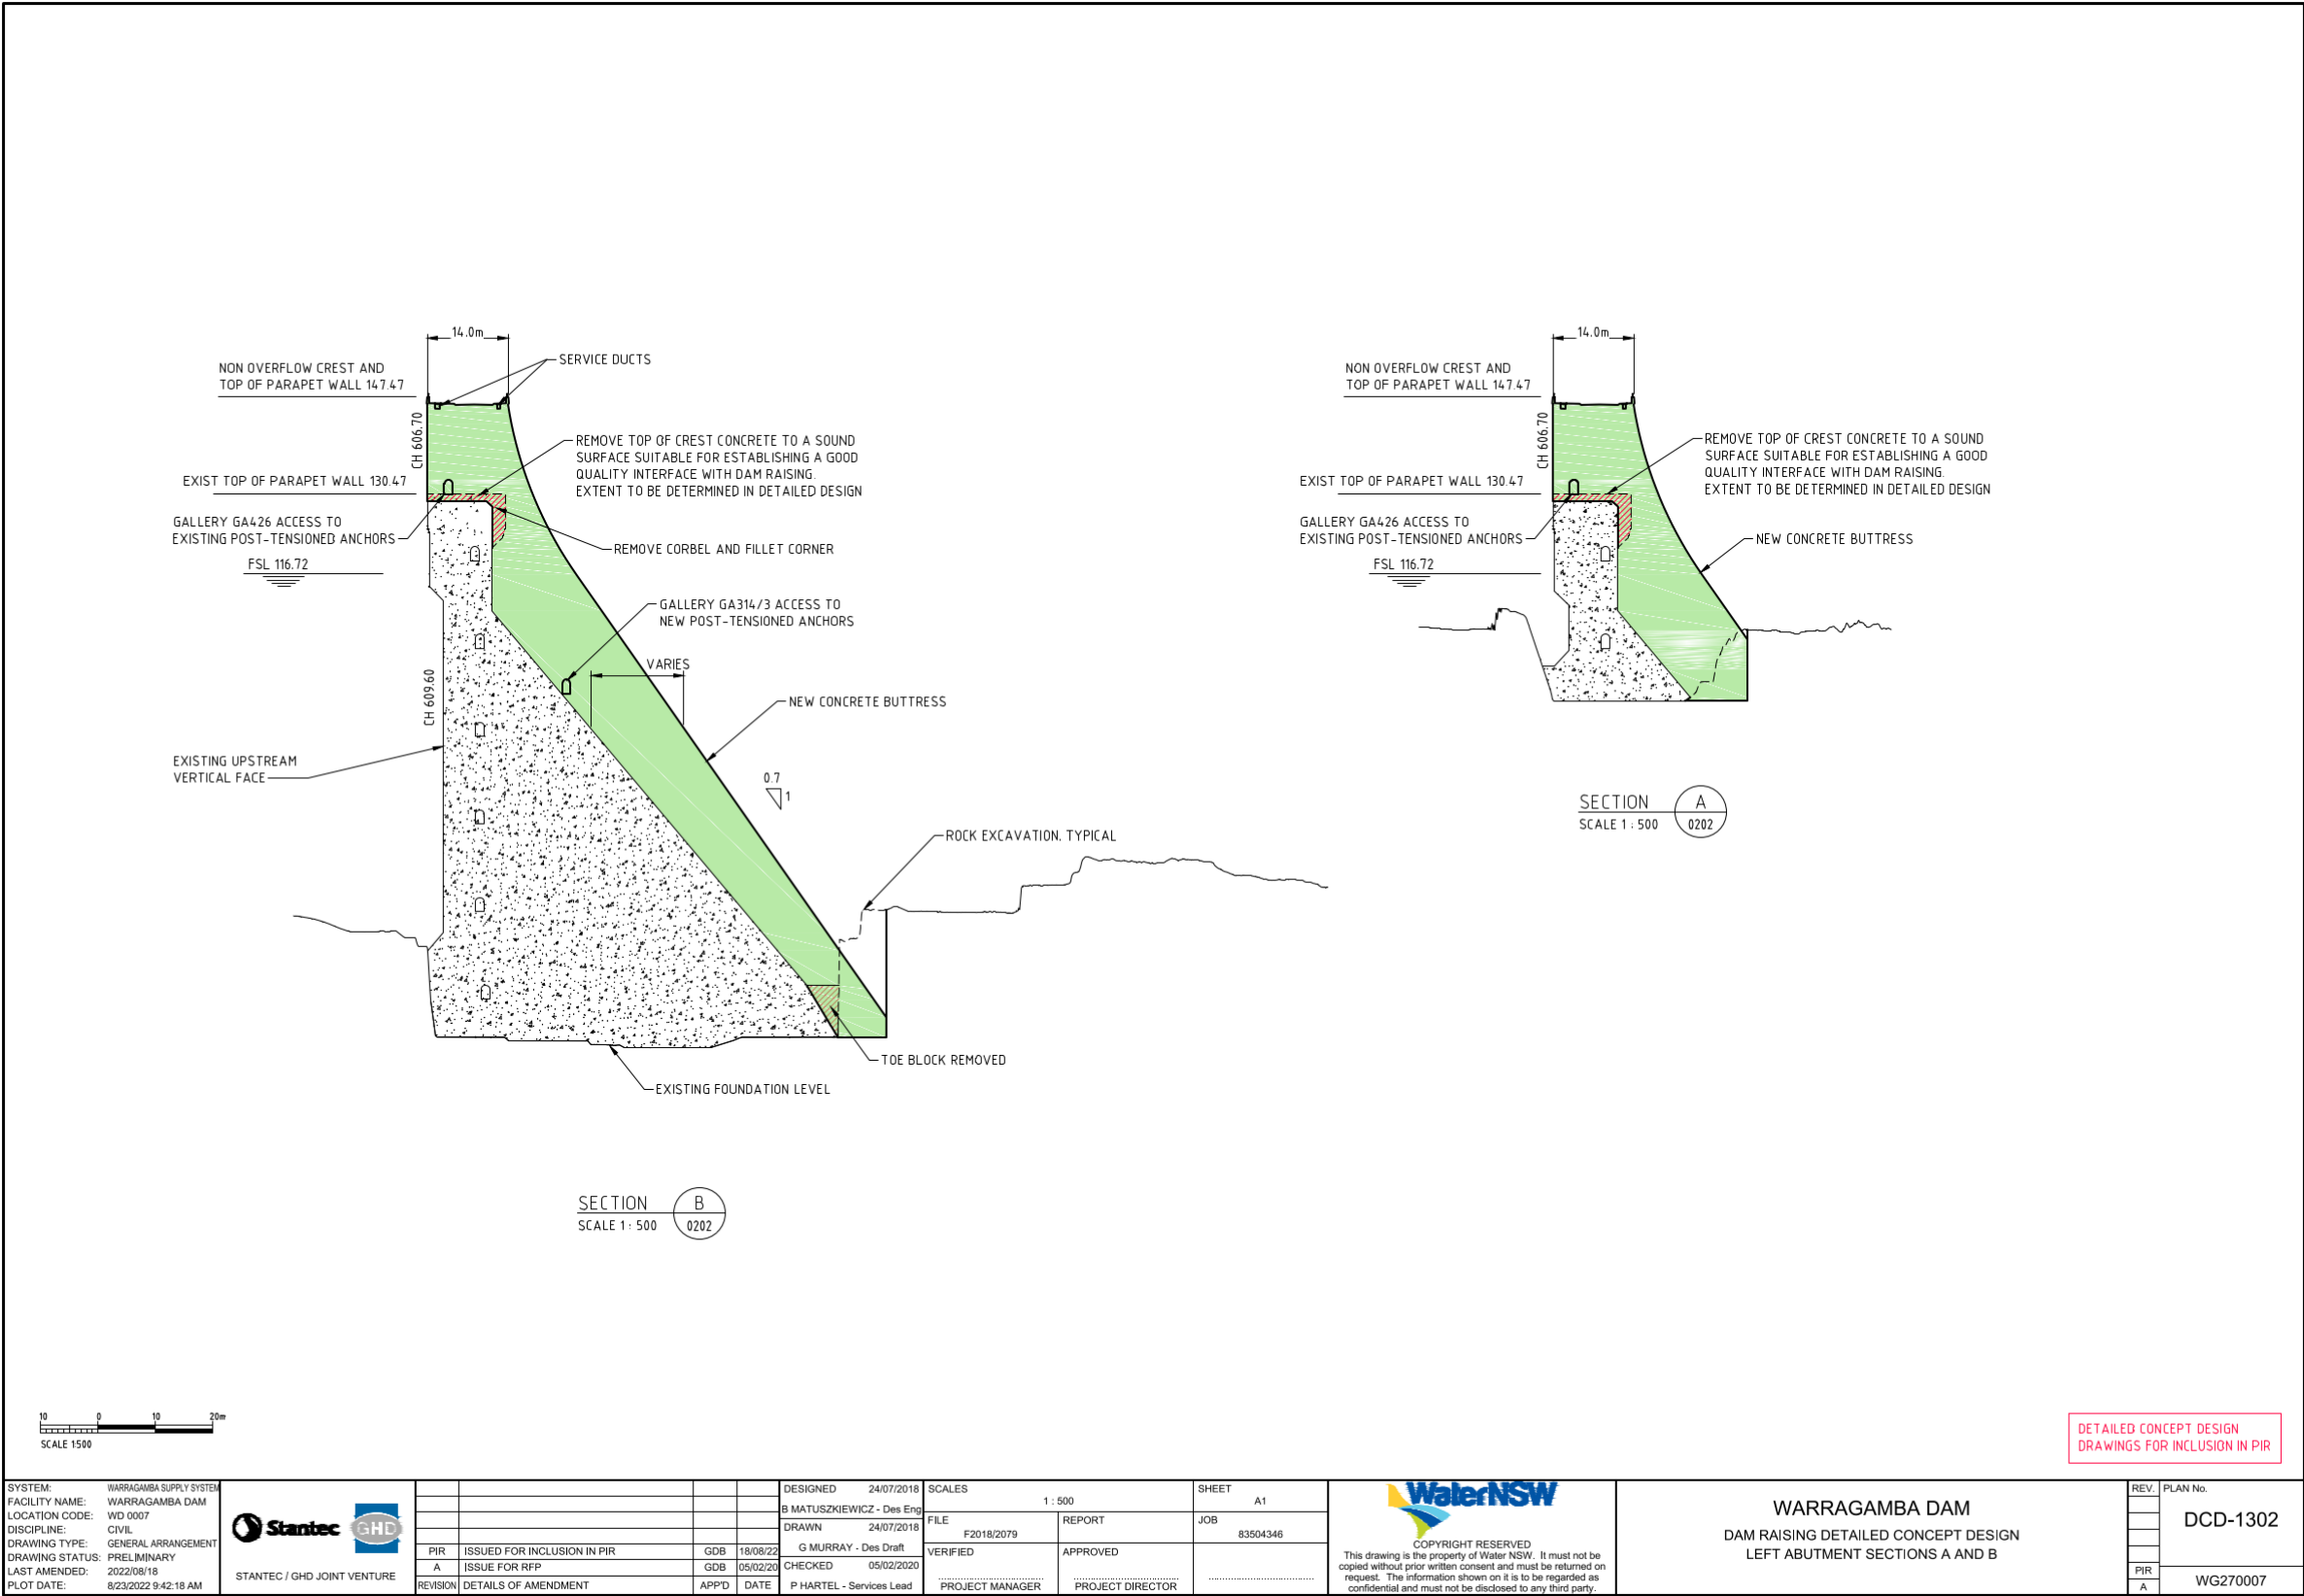 14.0m
NON OVERFLOW CREST AND
TOP OF PARAPET WALL 147.47
SERVICE DUCTS
CH 606.70
REMOVE TOP OF CREST CONCRETE TO A SOUND
SURFACE SUITABLE FOR ESTABLISHING A GOOD
QUALITY INTERFACE WITH DAM RAISING.
EXTENT TO BE DETERMINED IN DETAILED DESIGN
EXIST TOP OF PARAPET WALL 130.47
GALLERY GA426 ACCESS TO
EXISTING POST-TENSIONED ANCHORS
REMOVE CORBEL AND FILLET CORNER
FSL 116.72
GALLERY GA314/3 ACCESS TO
NEW POST-TENSIONED ANCHORS
VARIES
CH 609.60
NEW CONCRETE BUTTRESS
EXISTING UPSTREAM
VERTICAL FACE
0.7
1
ROCK EXCAVATION, TYPICAL
TOE BLOCK REMOVED
EXISTING FOUNDATION LEVEL
SECTION B
SCALE 1 : 500 0202
14.0m
NON OVERFLOW CREST AND
TOP OF PARAPET WALL 147.47
CH 606.70
REMOVE TOP OF CREST CONCRETE TO A SOUND
SURFACE SUITABLE FOR ESTABLISHING A GOOD
QUALITY INTERFACE WITH DAM RAISING.
EXTENT TO BE DETERMINED IN DETAILED DESIGN
EXIST TOP OF PARAPET WALL 130.47
GALLERY GA426 ACCESS TO
EXISTING POST-TENSIONED ANCHORS
NEW CONCRETE BUTTRESS
FSL 116.72
SECTION A
SCALE 1 : 500 0202
10 0 10 20m
SCALE 1:500
DETAILED CONCEPT DESIGN
DRAWINGS FOR INCLUSION IN PIR
SYSTEM: WARRAGAMBA SUPPLY SYSTEM
FACILITY NAME: WARRAGAMBA DAM
LOCATION CODE: WD 0007
DISCIPLINE: CIVIL
DRAWING TYPE: GENERAL ARRANGEMENT
DRAWING STATUS: PRELIMINARY
LAST AMENDED: 2022/08/18
PLOT DATE: 8/23/2022 9:42:18 AM
Stantec GHD
STANTEC / GHD JOINT VENTURE
PIR ISSUED FOR INCLUSION IN PIR GDB 18/08/22
A ISSUE FOR RFP GDB 05/02/20
REVISION DETAILS OF AMENDMENT APP'D DATE
DESIGNED 24/07/2018
B MATUSZKIEWICZ - Des Eng
DRAWN 24/07/2018
G MURRAY - Des Draft
CHECKED 05/02/2020
P HARTEL - Services Lead
SCALES
1 : 500
SHEET
A1
FILE
F2018/2079
REPORT
JOB
83504346
VERIFIED
APPROVED
PROJECT MANAGER
PROJECT DIRECTOR
WaterNSW
COPYRIGHT RESERVED
This drawing is the property of Water NSW. It must not be
copied without prior written consent and must be returned on
request. The information shown on it is to be regarded as
confidential and must not be disclosed to any third party.
WARRAGAMBA DAM
DAM RAISING DETAILED CONCEPT DESIGN
LEFT ABUTMENT SECTIONS A AND B
REV.
PIR
A
PLAN No.
DCD-1302
WG270007